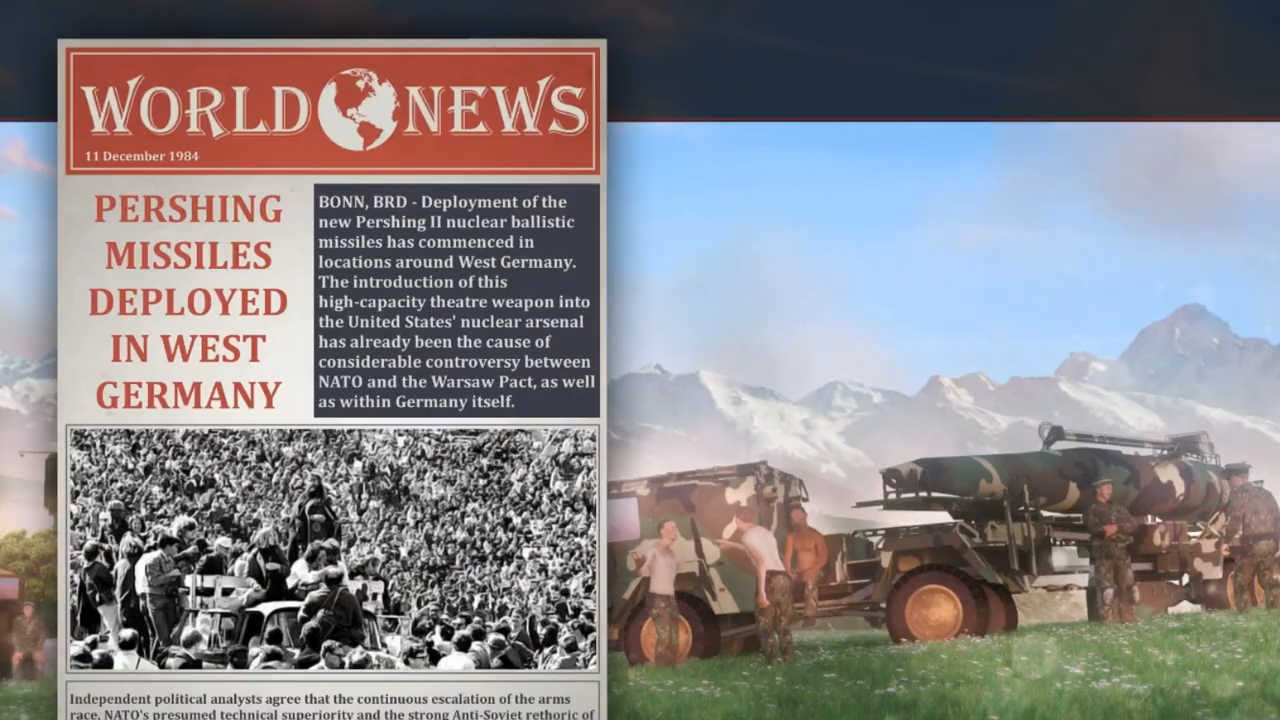 WORLD NEWS
11 December 1984
PERSHING
MISSILES
DEPLOYED
IN WEST
GERMANY
BONN, BRD - Deployment of the
new Pershing II nuclear ballistic
missiles has commenced in
locations around West Germany.
The introduction of this
high-capacity theatre weapon into
the United States' nuclear arsenal
has already been the cause of
considerable controversy between
NATO and the Warsaw Pact, as well
as within Germany itself.
Independent political analysts agree that the continuous escalation of the arms
race, NATO's presumed technical superiority and the strong Anti-Soviet rethoric of